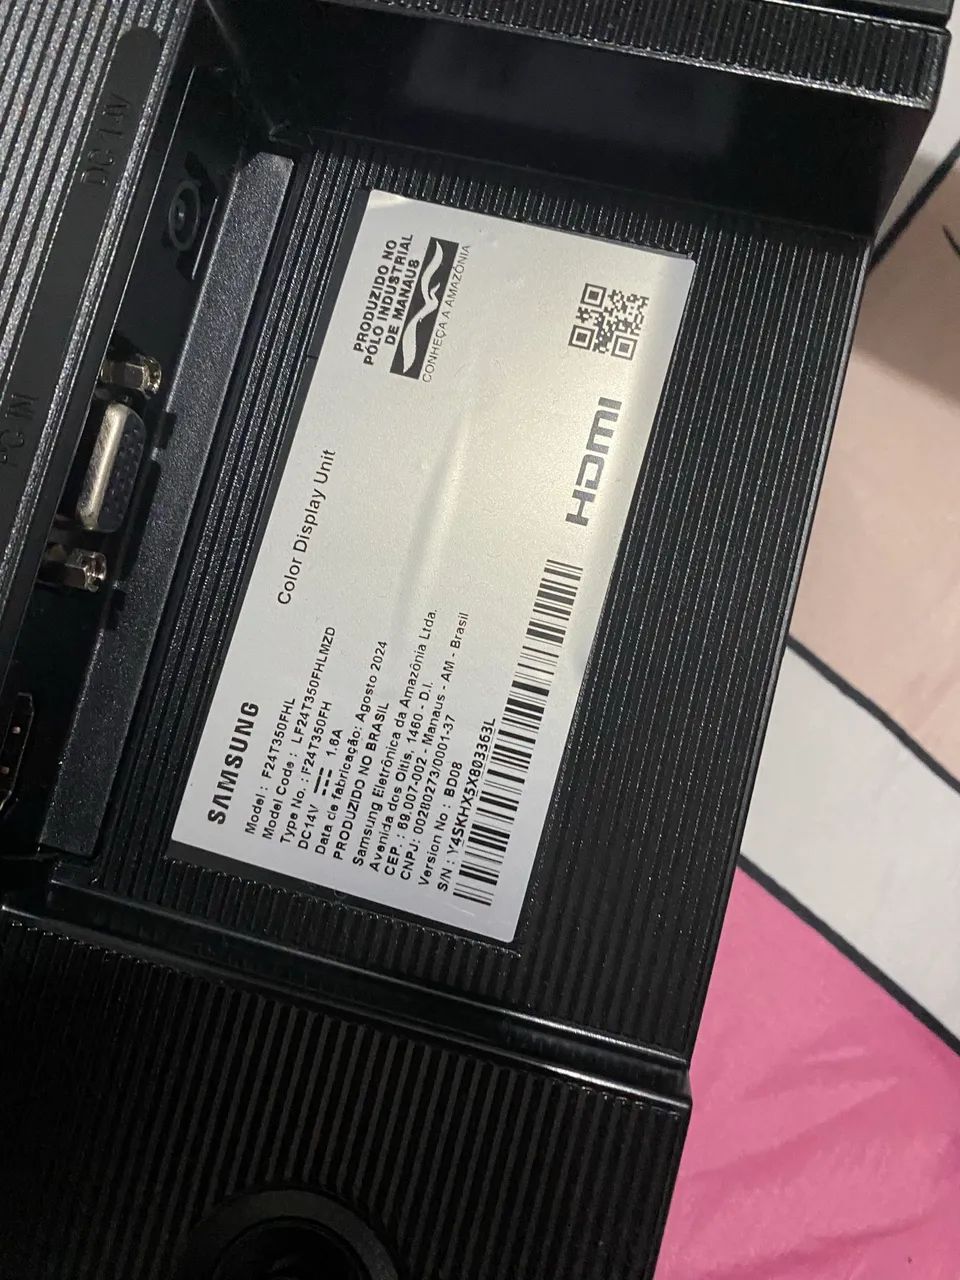 DC 14V
PC IN
PRODUZIDO NO
PÓLO INDUSTRIAL
DE MANAUS
CONHEÇA A AMAZÔNIA
HDMI
Color Display Unit
SAMSUNG
Model : F24T350FHL
Model Code : LF24T350FHLMZD
Type No. : F24T350FH
DC14V 1.8A
Data de fabricação: Agosto 2024
PRODUZIDO NO BRASIL
Samsung Eletrônica da Amazônia Ltda.
Avenida dos Oitis, 1460 - D.I.
CEP. : 69.007-002 - Manaus - AM - Brasil
CNPJ: 00280273/0001-37
Version No : BD08
S/N : Y4SKHX5X803363L